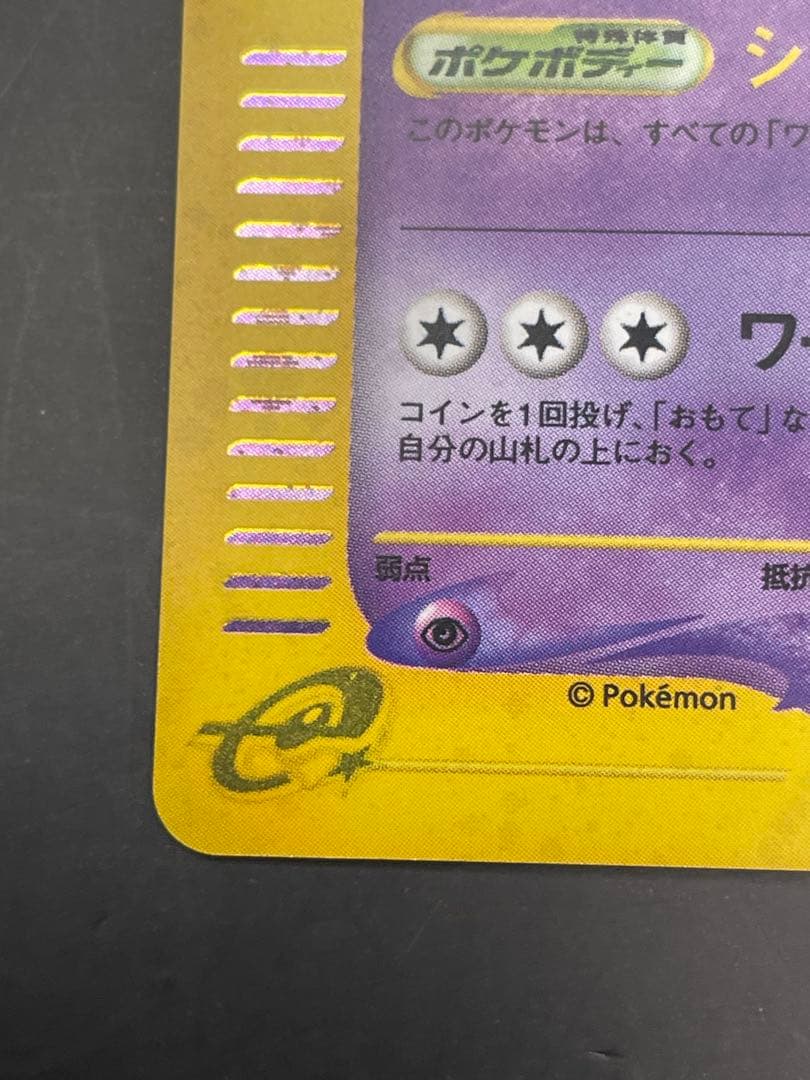 特殊体質
ポケボディー シ
このポケモンは、すべての「ワ
ワー
コインを1回投げ、「おもて」な
自分の山札の上におく。
弱点 抵抗
© Pokémon
e